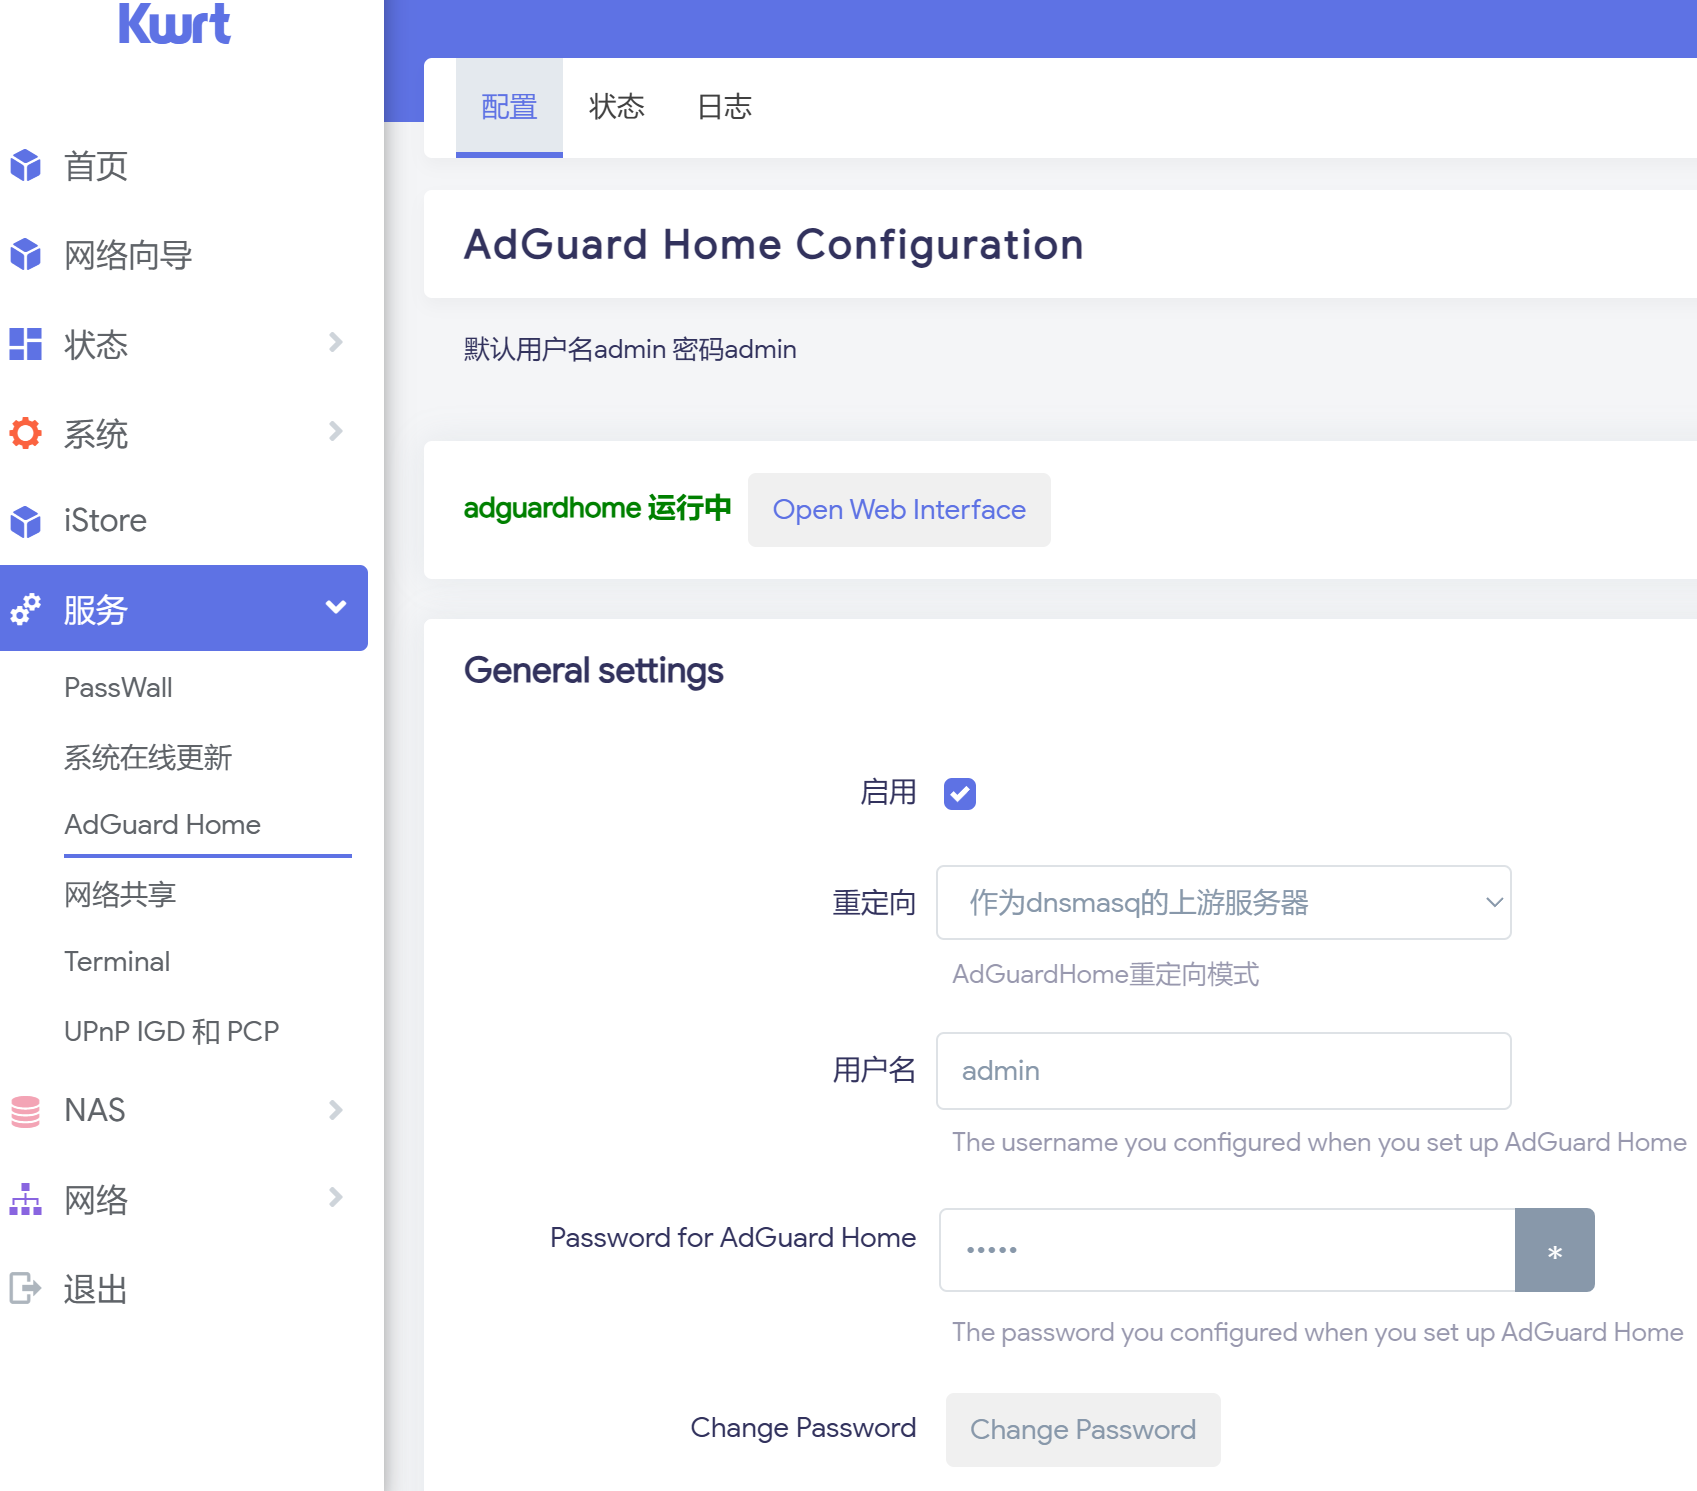 Kwrt
首页
网络向导
状态
系统
iStore
服务
PassWall
系统在线更新
AdGuard Home
网络共享
Terminal
UPnP IGD 和 PCP
NAS
网络
退出
配置 状态 日志
AdGuard Home Configuration
默认用户名admin 密码admin
adguardhome 运行中 Open Web Interface
General settings
启用
重定向 作为dnsmasq的上游服务器
AdGuardHome重定向模式
用户名 admin
The username you configured when you set up AdGuard Home
Password for AdGuard Home ••••• *
The password you configured when you set up AdGuard Home
Change Password Change Password